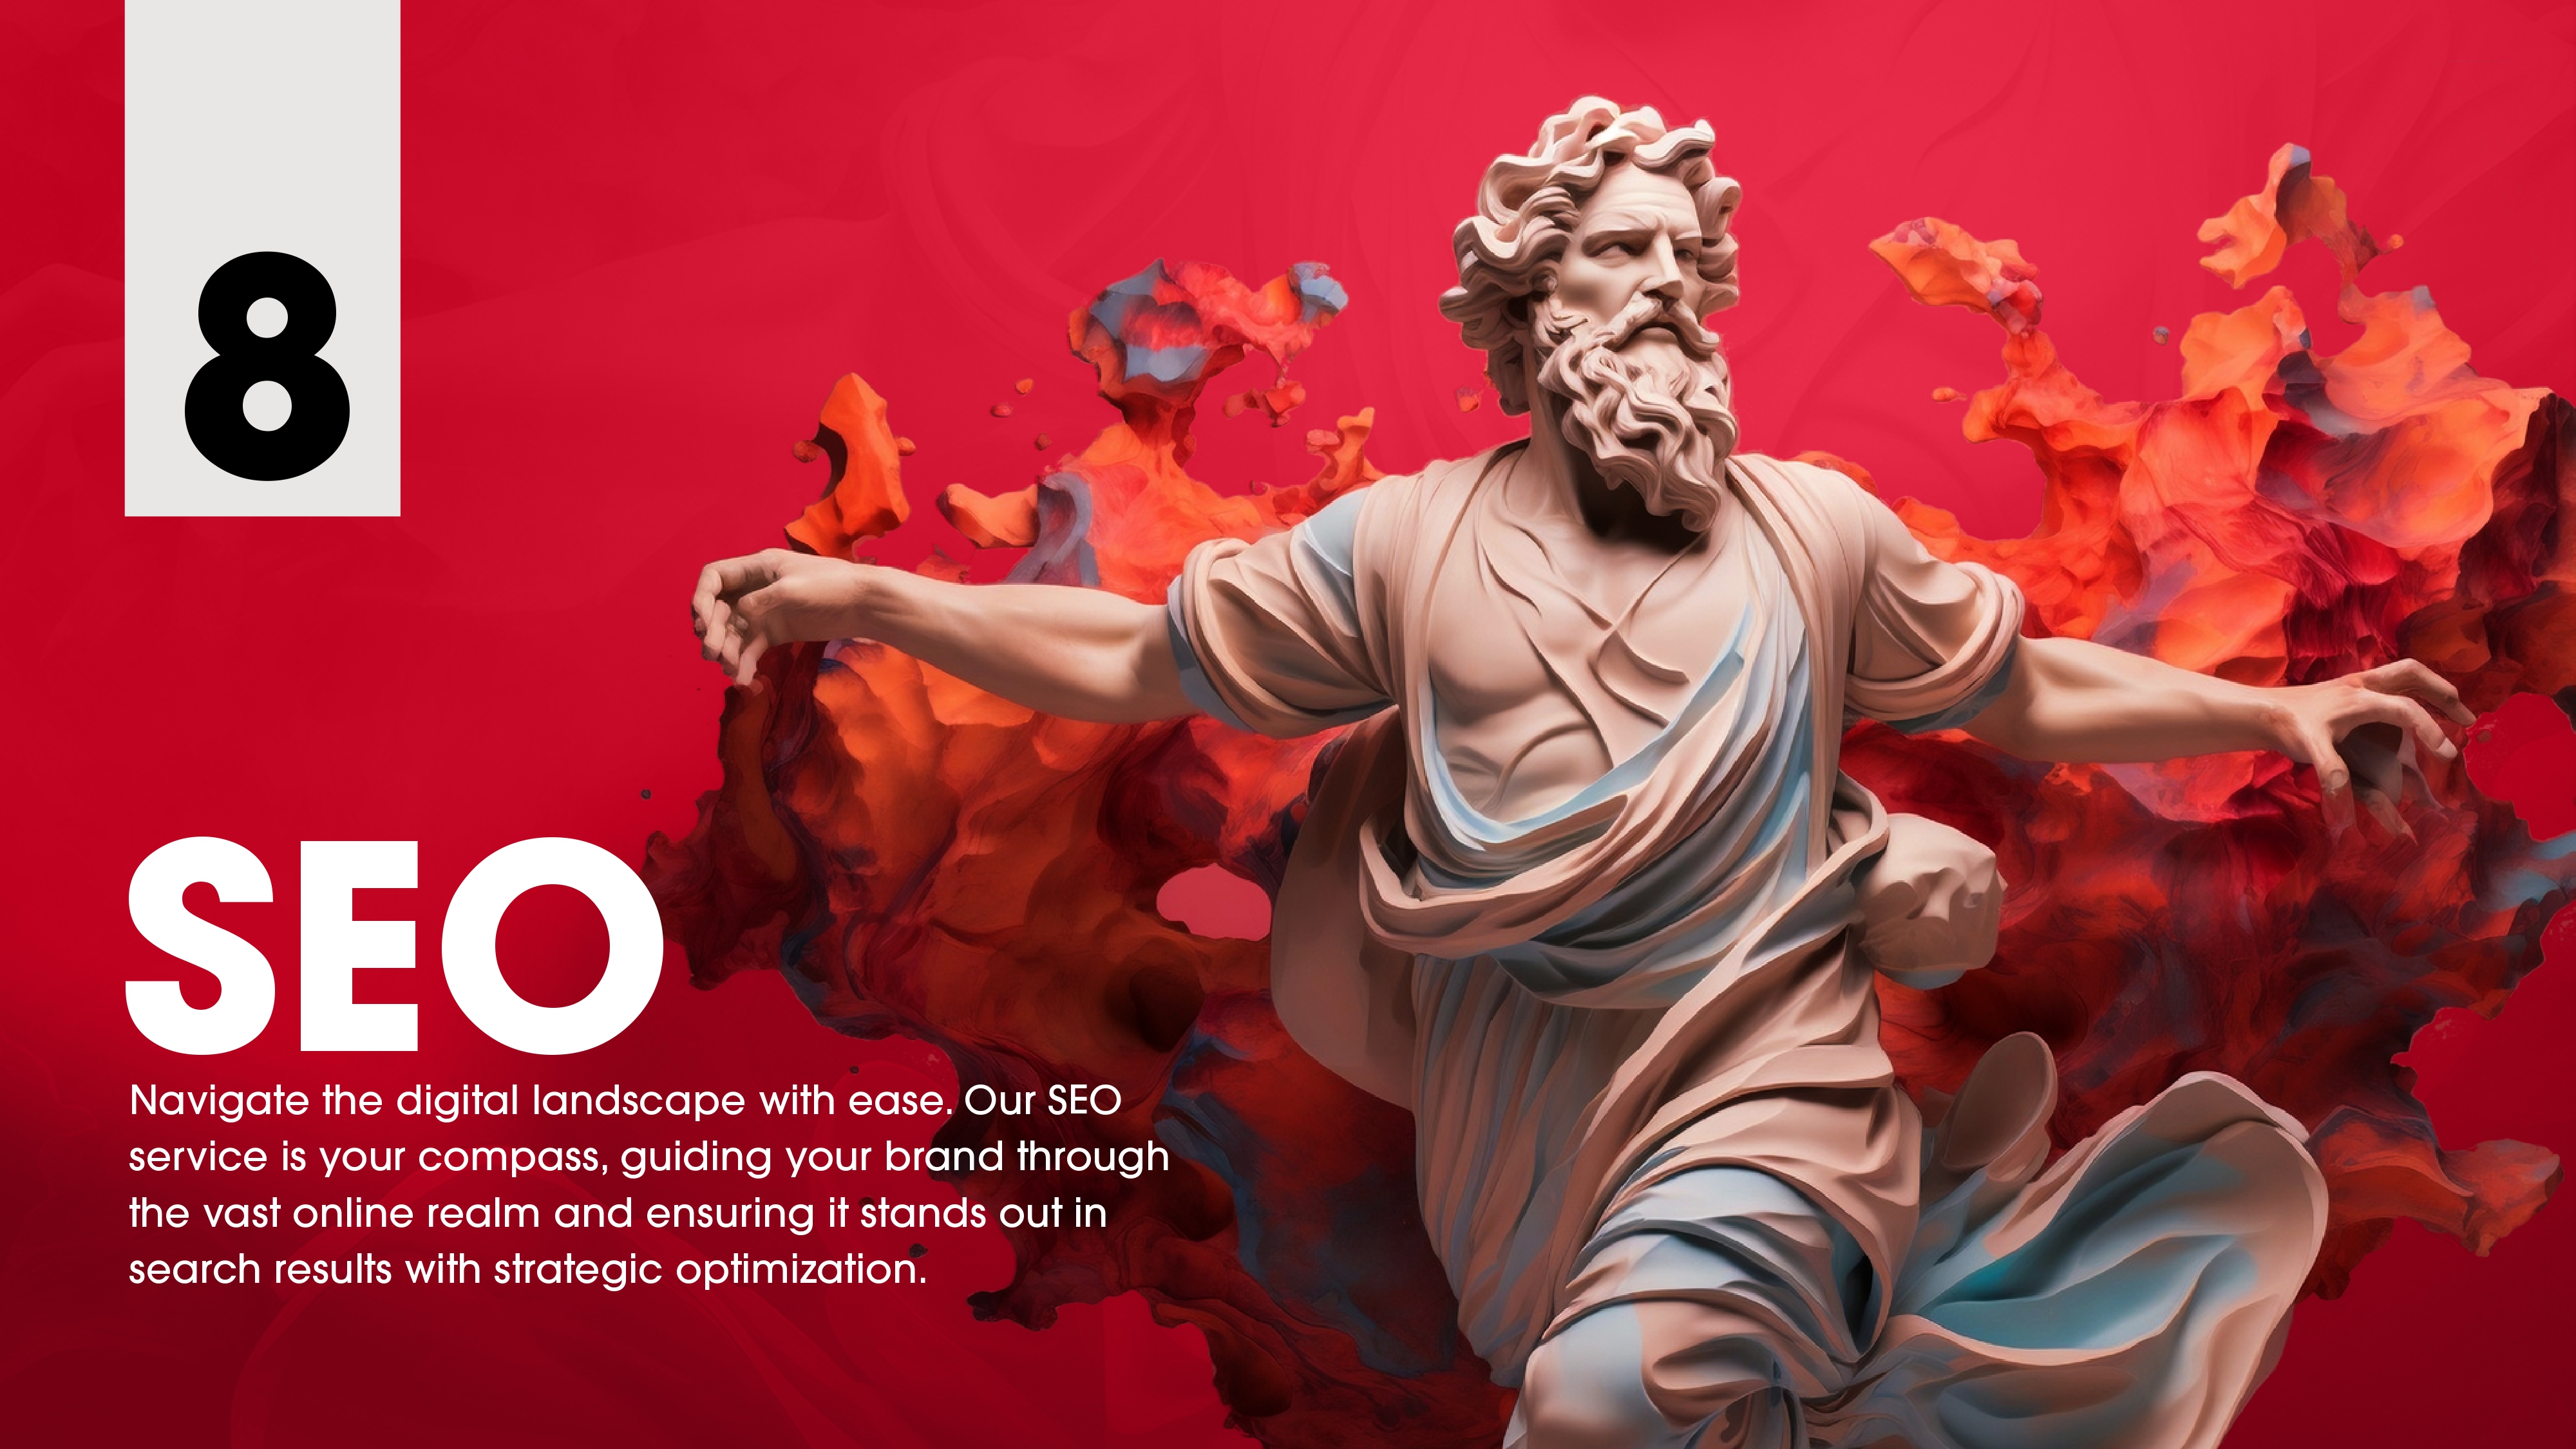 8
SEO
Navigate the digital landscape with ease. Our SEO
service is your compass, guiding your brand through
the vast online realm and ensuring it stands out in
search results with strategic optimization.